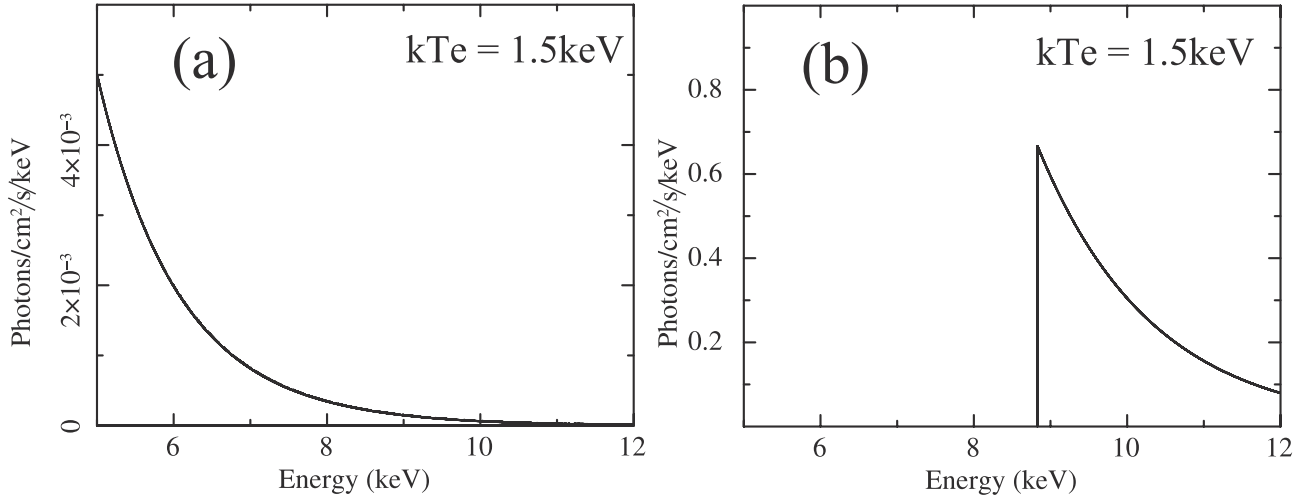 (a)
kTe = 1.5keV
Photons/cm²/s/keV
4×10⁻³
2×10⁻³
0
6 8 10 12
Energy (keV)
(b)
kTe = 1.5keV
Photons/cm²/s/keV
0.8
0.6
0.4
0.2
6 8 10 12
Energy (keV)